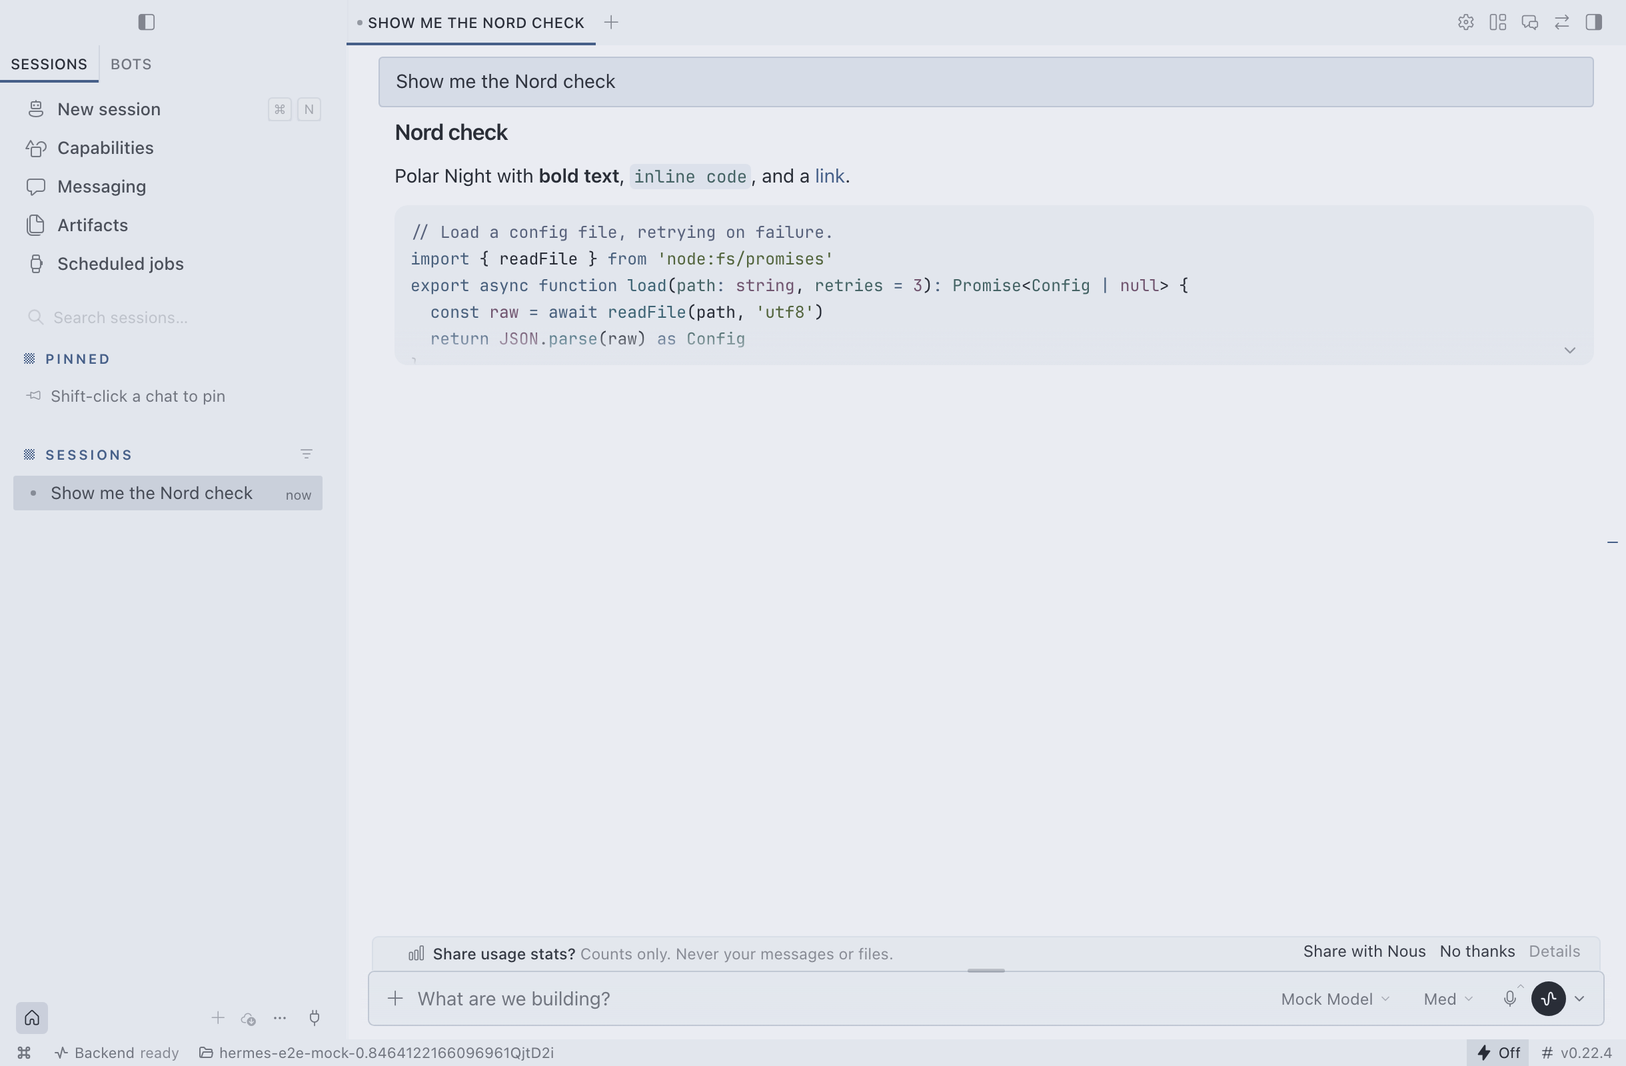 SHOW ME THE NORD CHECK
SESSIONS
BOTS
New session
⌘ N
Capabilities
Messaging
Artifacts
Scheduled jobs
Search sessions...
PINNED
Shift-click a chat to pin
SESSIONS
Show me the Nord check now
Show me the Nord check
Nord check
Polar Night with bold text, inline code, and a link.
// Load a config file, retrying on failure.
import { readFile } from 'node:fs/promises'
export async function load(path: string, retries = 3): Promise<Config | null> {
  const raw = await readFile(path, 'utf8')
  return JSON.parse(raw) as Config
}
Share usage stats? Counts only. Never your messages or files.
Share with Nous No thanks Details
What are we building?
Mock Model Med
Backend ready hermes-e2e-mock-0.8464122166096961QjtD2i
Off # v0.22.4